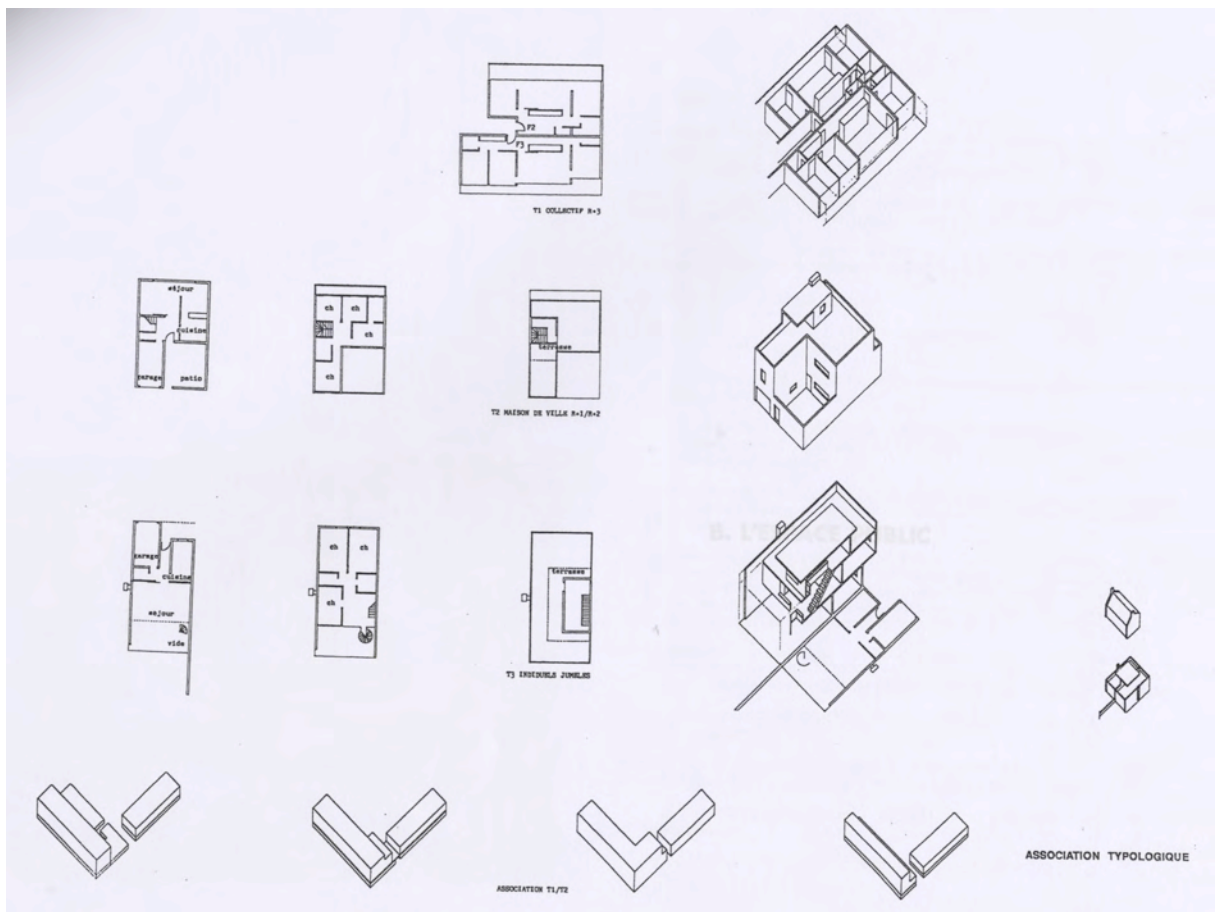 F2
F3
T1 COLLECTIF R+3
séjour
cuisine
garage
patio
ch
ch
ch
ch
terrasse
T2 MAISON DE VILLE R+1/R+2
garage
cuisine
séjour
vide
ch
ch
ch
terrasse
T3 INDIDUELS JUMELES
B. L'ESPACE PUBLIC
ASSOCIATION TYPOLOGIQUE
ASSOCIATION T1/T2